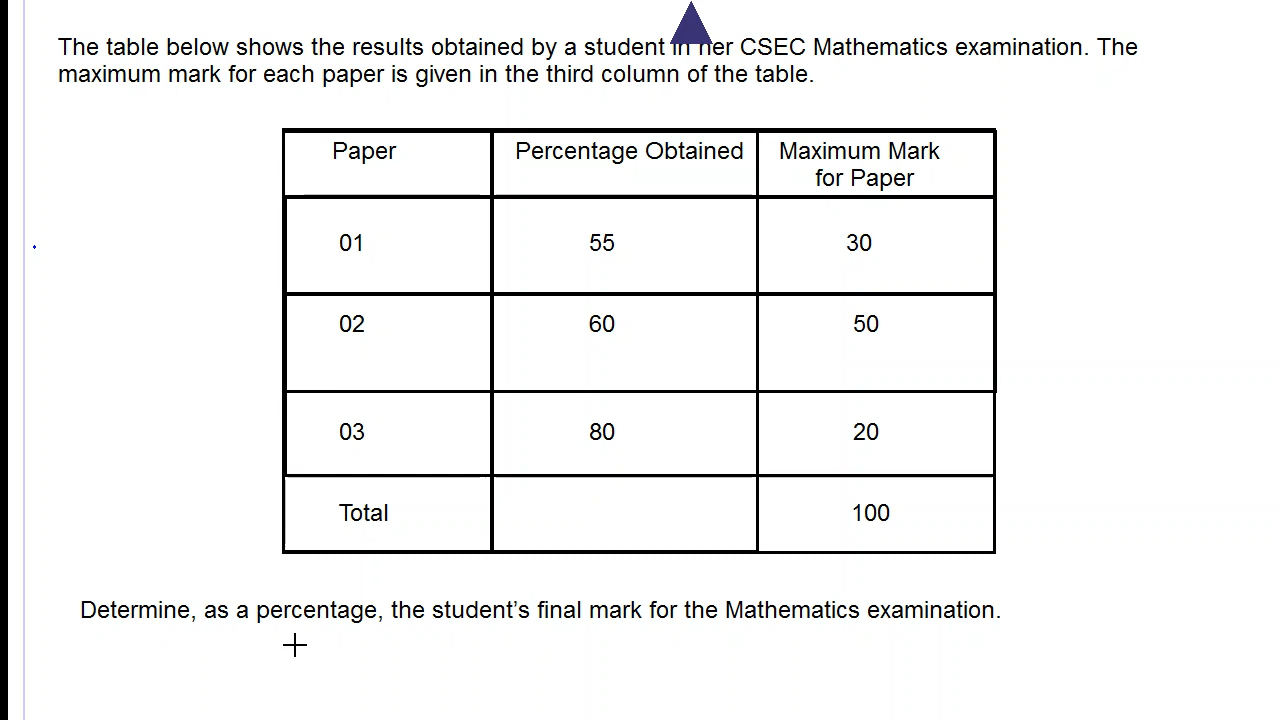 The table below shows the results obtained by a student in her CSEC Mathematics examination. The
maximum mark for each paper is given in the third column of the table.
Paper Percentage Obtained Maximum Mark
for Paper
01 55 30
02 60 50
03 80 20
Total 100
Determine, as a percentage, the student's final mark for the Mathematics examination.